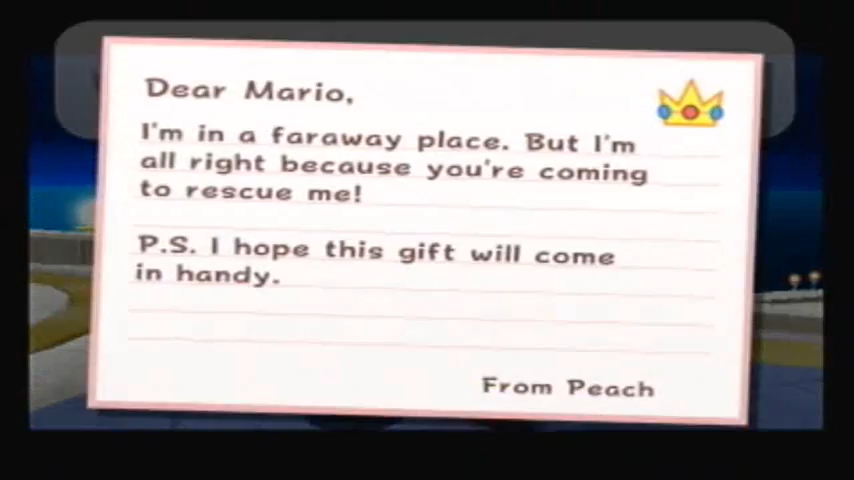 Dear Mario,
I'm in a faraway place. But I'm
all right because you're coming
to rescue me!
P.S. I hope this gift will come
in handy.
From Peach